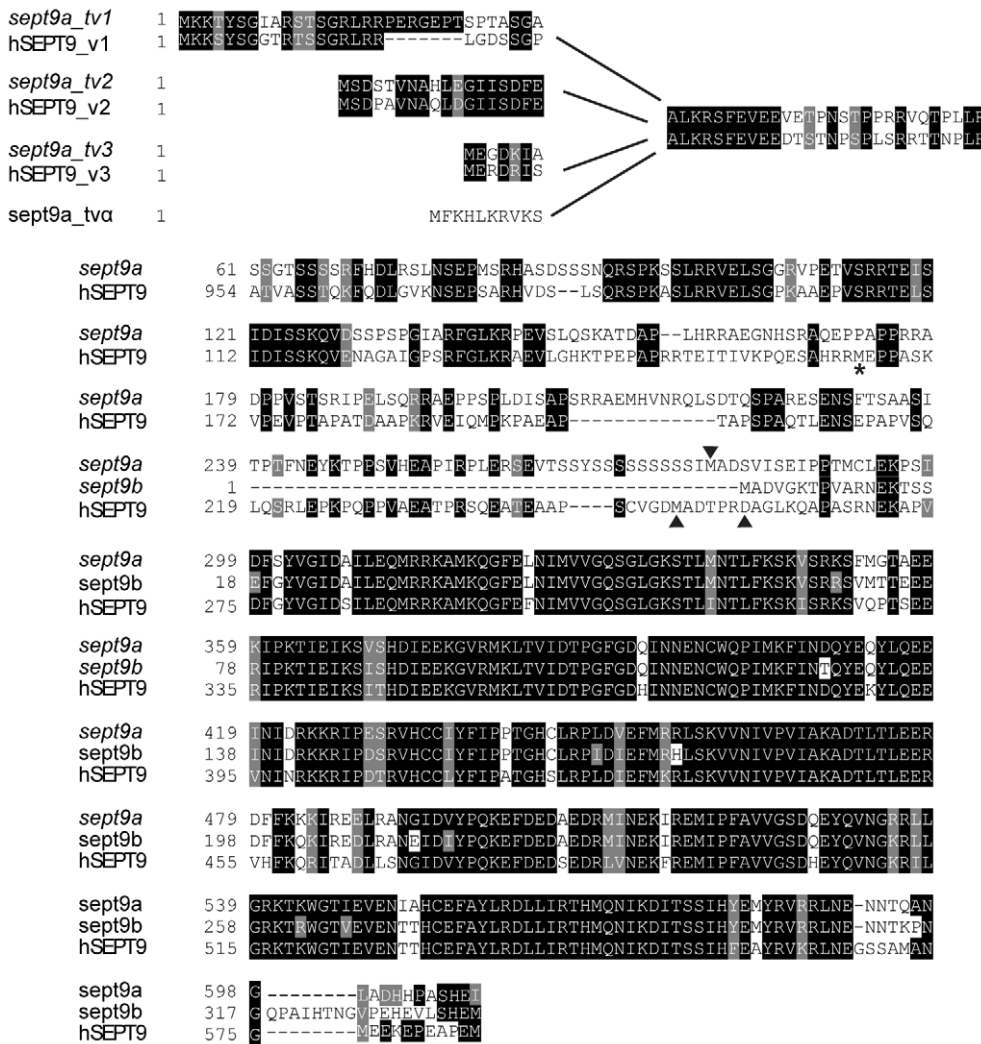 sept9a_tv1 1 MKKTYSGIARSTSGRLRRPERGEPTSPTASGA
hSEPT9_v1 1 MKKSYSGGTRTSSGRLRR-------LGDSSGP
sept9a_tv2 1 MSDSTVNAHLEGIISDFE
hSEPT9_v2 1 MSDPAVNAQLDGIISDFE
ALKRSFEVEEVETPNSTPPRRVQTPLLP
ALKRSFEVEEDTSTNPSPLSRRTTNPLP
sept9a_tv3 1 MEGDKIA
hSEPT9_v3 1 MERDRIS
sept9a_tvα 1 MFKHLKRVKS
sept9a 61 SSGTSSSSRFHDLRSLNSEPMSRHASDSSSNQRSPKSSLRRVELSGGRVPETVSRRTEIS
hSEPT9 954 ATVASSTQKFQDLGVKNSEPSARHVDS--LSQRSPKASLRRVELSGPKAAEPVSRRTELS
sept9a 121 IDISSKQVDSSPSPGIARFGLKRPEVSLQSKATDAP--LHRRAEGNHSRAQEPPAPPRRA
hSEPT9 112 IDISSKQVENAGAIGPSRFGLKRAEVLGHKTPEPAPRRTEITIVKPQESAHRRMEPPASK
*
sept9a 179 DPPVSTSRIPELSQRRAEPPSPLDISAPSRRAEMHVNRQLSDTQSPARESENSFTSAASI
hSEPT9 172 VPEVPTAPATDAAPKRVEIQMPKPAEAP-----------TAPSPAQTLENSEPAPVSQ
sept9a 239 TPTFNEYKTPPSVHEAPIRPLERSEVTSSYSSSSSSSSSIMADSVISEIPPTMCLEKPSI
sept9b 1 -------------------------------------------MADVGKTPVARNEKTSS
hSEPT9 219 LQSRLEPKPQPPVAEATPRSQEATEAAP----SCVGDMADTPRDAGLKQAPASRNEKAPV
sept9a 299 DFSYVGIDAILEQMRRKAMKQGFELNIMVVGQSGLGKSTLMNTLFKSKVSRKSFMGTAEE
sept9b 18 EFGYVGIDAILEQMRRKAMKQGFEFNIMVVGQSGLGKSTLMNTLFKSKVSRRSVMTTEEE
hSEPT9 275 DFGYVGIDSILEQMRRKAMKQGFEFNIMVVGQSGLGKSTLINTLFKSKISRKSVQPTSEE
sept9a 359 KIPKTIEIKSVSHDIEEKGVRMKLTVIDTPGFGDQINNENCWQPIMKFINDQYEQYLQEE
sept9b 78 RIPKTIEIKSISHDIEEKGVRMKLTVIDTPGFGDQINNENCWQPIMKFINTQYEQYLQEE
hSEPT9 335 RIPKTIEIKSITHDIEEKGVRMKLTVIDTPGFGDHINNENCWQPIMKFINDQYEKYLQEE
sept9a 419 INIDRKKRIPESRVHCCIYFIPPTGHCLRPLDVEFMRRLSKVVNIVPVIAKADTLTLEER
sept9b 138 INIDRKKRIPDSRVHCCIYFIPPTGHCLRPIDIEFMRHLSKVVNIVPVIAKADTLTLEER
hSEPT9 395 VNINRKKRIPDTRVHCCLYFIPATGHSLRPLDIEFMKRLSKVVNIVPVIAKADTLTLEER
sept9a 479 DFFKKKIREELRANGIDVYPQKEFDEDAEDRMINEKIREMIPFAVVGSDQEYQVNGRRLL
sept9b 198 DFFKQKIREDLRANEIDIYPQKEFDEDAEDRMINEKIREMIPFAVVGSDQEYQVNGKRLL
hSEPT9 455 VHFKQRITADLLSNGIDVYPQKEFDEDSEDRLVNEKFREMIPFAVVGSDHEYQVNGKRIL
sept9a 539 GRKTKWGTIEVENIAHCEFAYLRDLLIRTHMQNIKDITSSIHYEMYRVRRLNE-NNTQAN
sept9b 258 GRKTRWGTVEVENTTHCEFAYLRDLLIRTHMQNIKDITSSIHYEMYRVRRLNE-NNTKPN
hSEPT9 515 GRKTKWGTIEVENTTHCEFAYLRDLLIRTHMQNIKDITSSIHFEAYRVKRLNEGSSAMAN
sept9a 598 G --------LADHHPASHEI
sept9b 317 GQPAIHTNGVPEHEVLSHEM
hSEPT9 575 G --------MEEKEPEAPEM